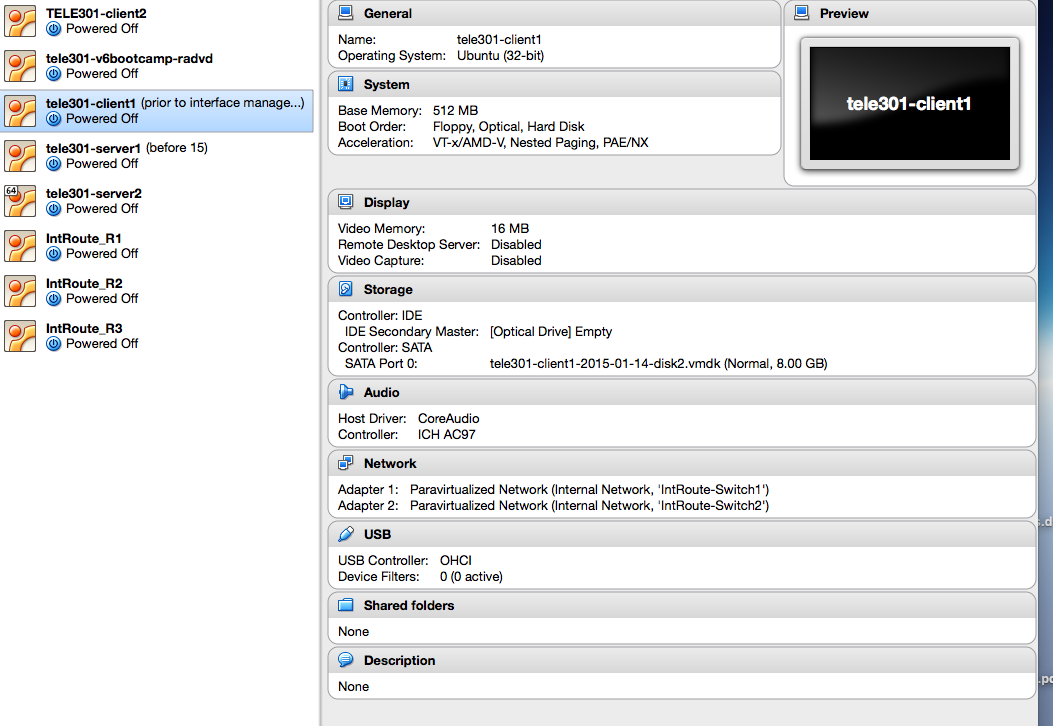 TELE301-client2
Powered Off
tele301-v6bootcamp-radvd
Powered Off
tele301-client1 (prior to interface manage...)
Powered Off
tele301-server1 (before 15)
Powered Off
64
tele301-server2
Powered Off
IntRoute_R1
Powered Off
IntRoute_R2
Powered Off
IntRoute_R3
Powered Off
General
Name: tele301-client1
Operating System: Ubuntu (32-bit)
System
Base Memory: 512 MB
Boot Order: Floppy, Optical, Hard Disk
Acceleration: VT-x/AMD-V, Nested Paging, PAE/NX
Preview
tele301-client1
Display
Video Memory: 16 MB
Remote Desktop Server: Disabled
Video Capture: Disabled
Storage
Controller: IDE
IDE Secondary Master: [Optical Drive] Empty
Controller: SATA
SATA Port 0: tele301-client1-2015-01-14-disk2.vmdk (Normal, 8.00 GB)
Audio
Host Driver: CoreAudio
Controller: ICH AC97
Network
Adapter 1: Paravirtualized Network (Internal Network, 'IntRoute-Switch1')
Adapter 2: Paravirtualized Network (Internal Network, 'IntRoute-Switch2')
USB
USB Controller: OHCI
Device Filters: 0 (0 active)
Shared folders
None
Description
None